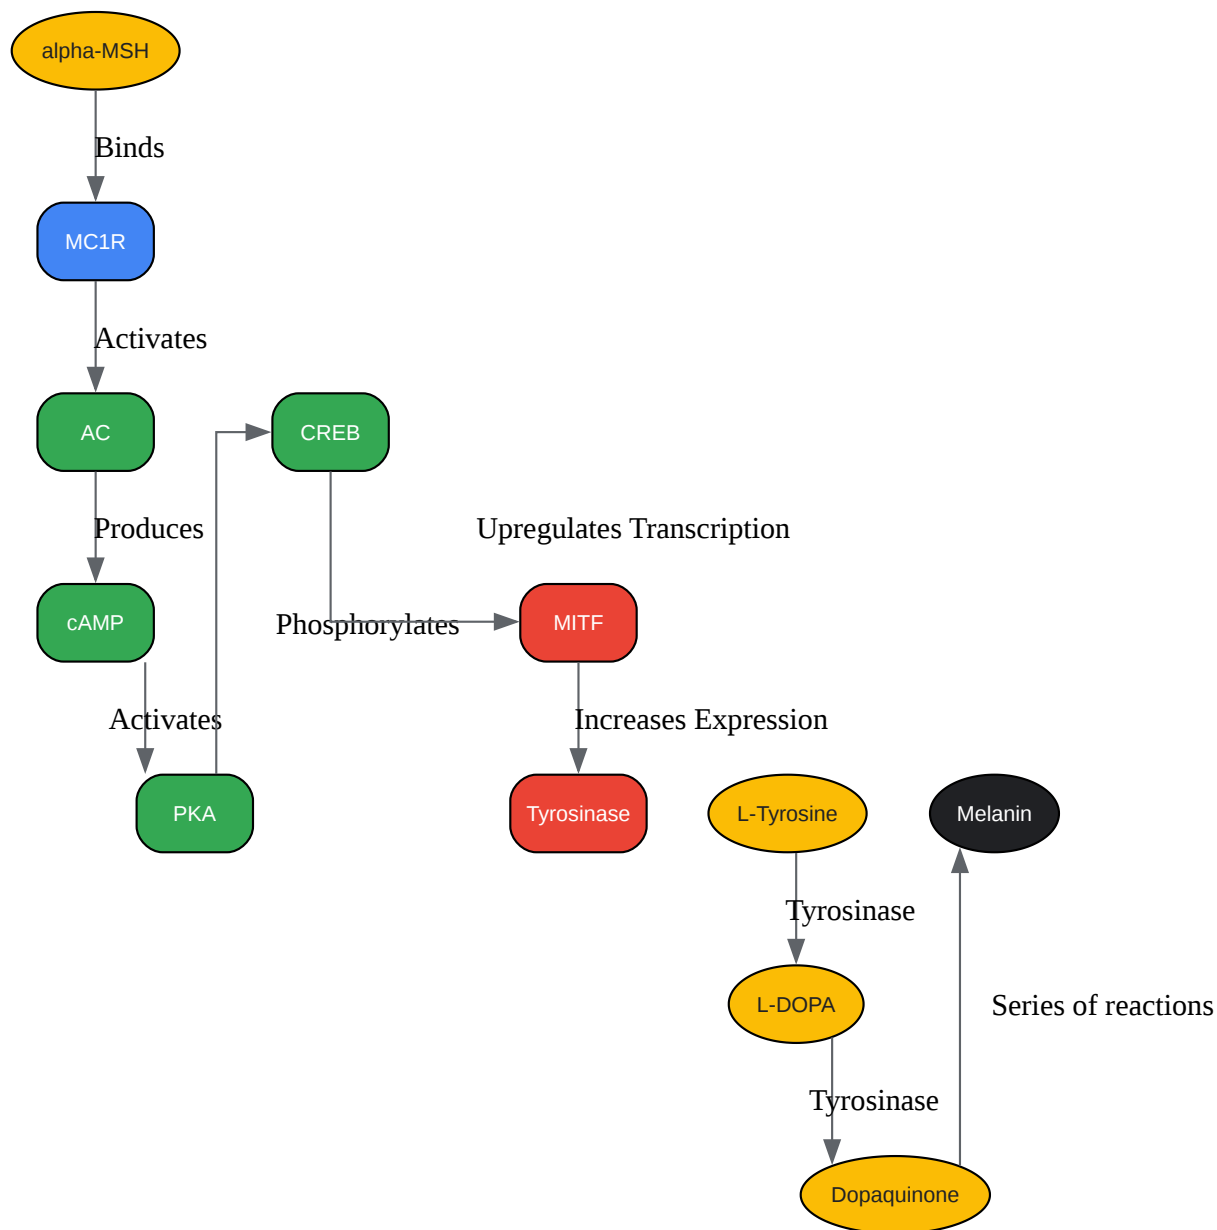 alpha-MSH
Binds
MC1R
Activates
AC
CREB
Produces
Upregulates Transcription
cAMP
Phosphorylates
MITF
Activates
Increases Expression
PKA
Tyrosinase
L-Tyrosine
Melanin
Tyrosinase
L-DOPA
Series of reactions
Tyrosinase
Dopaquinone